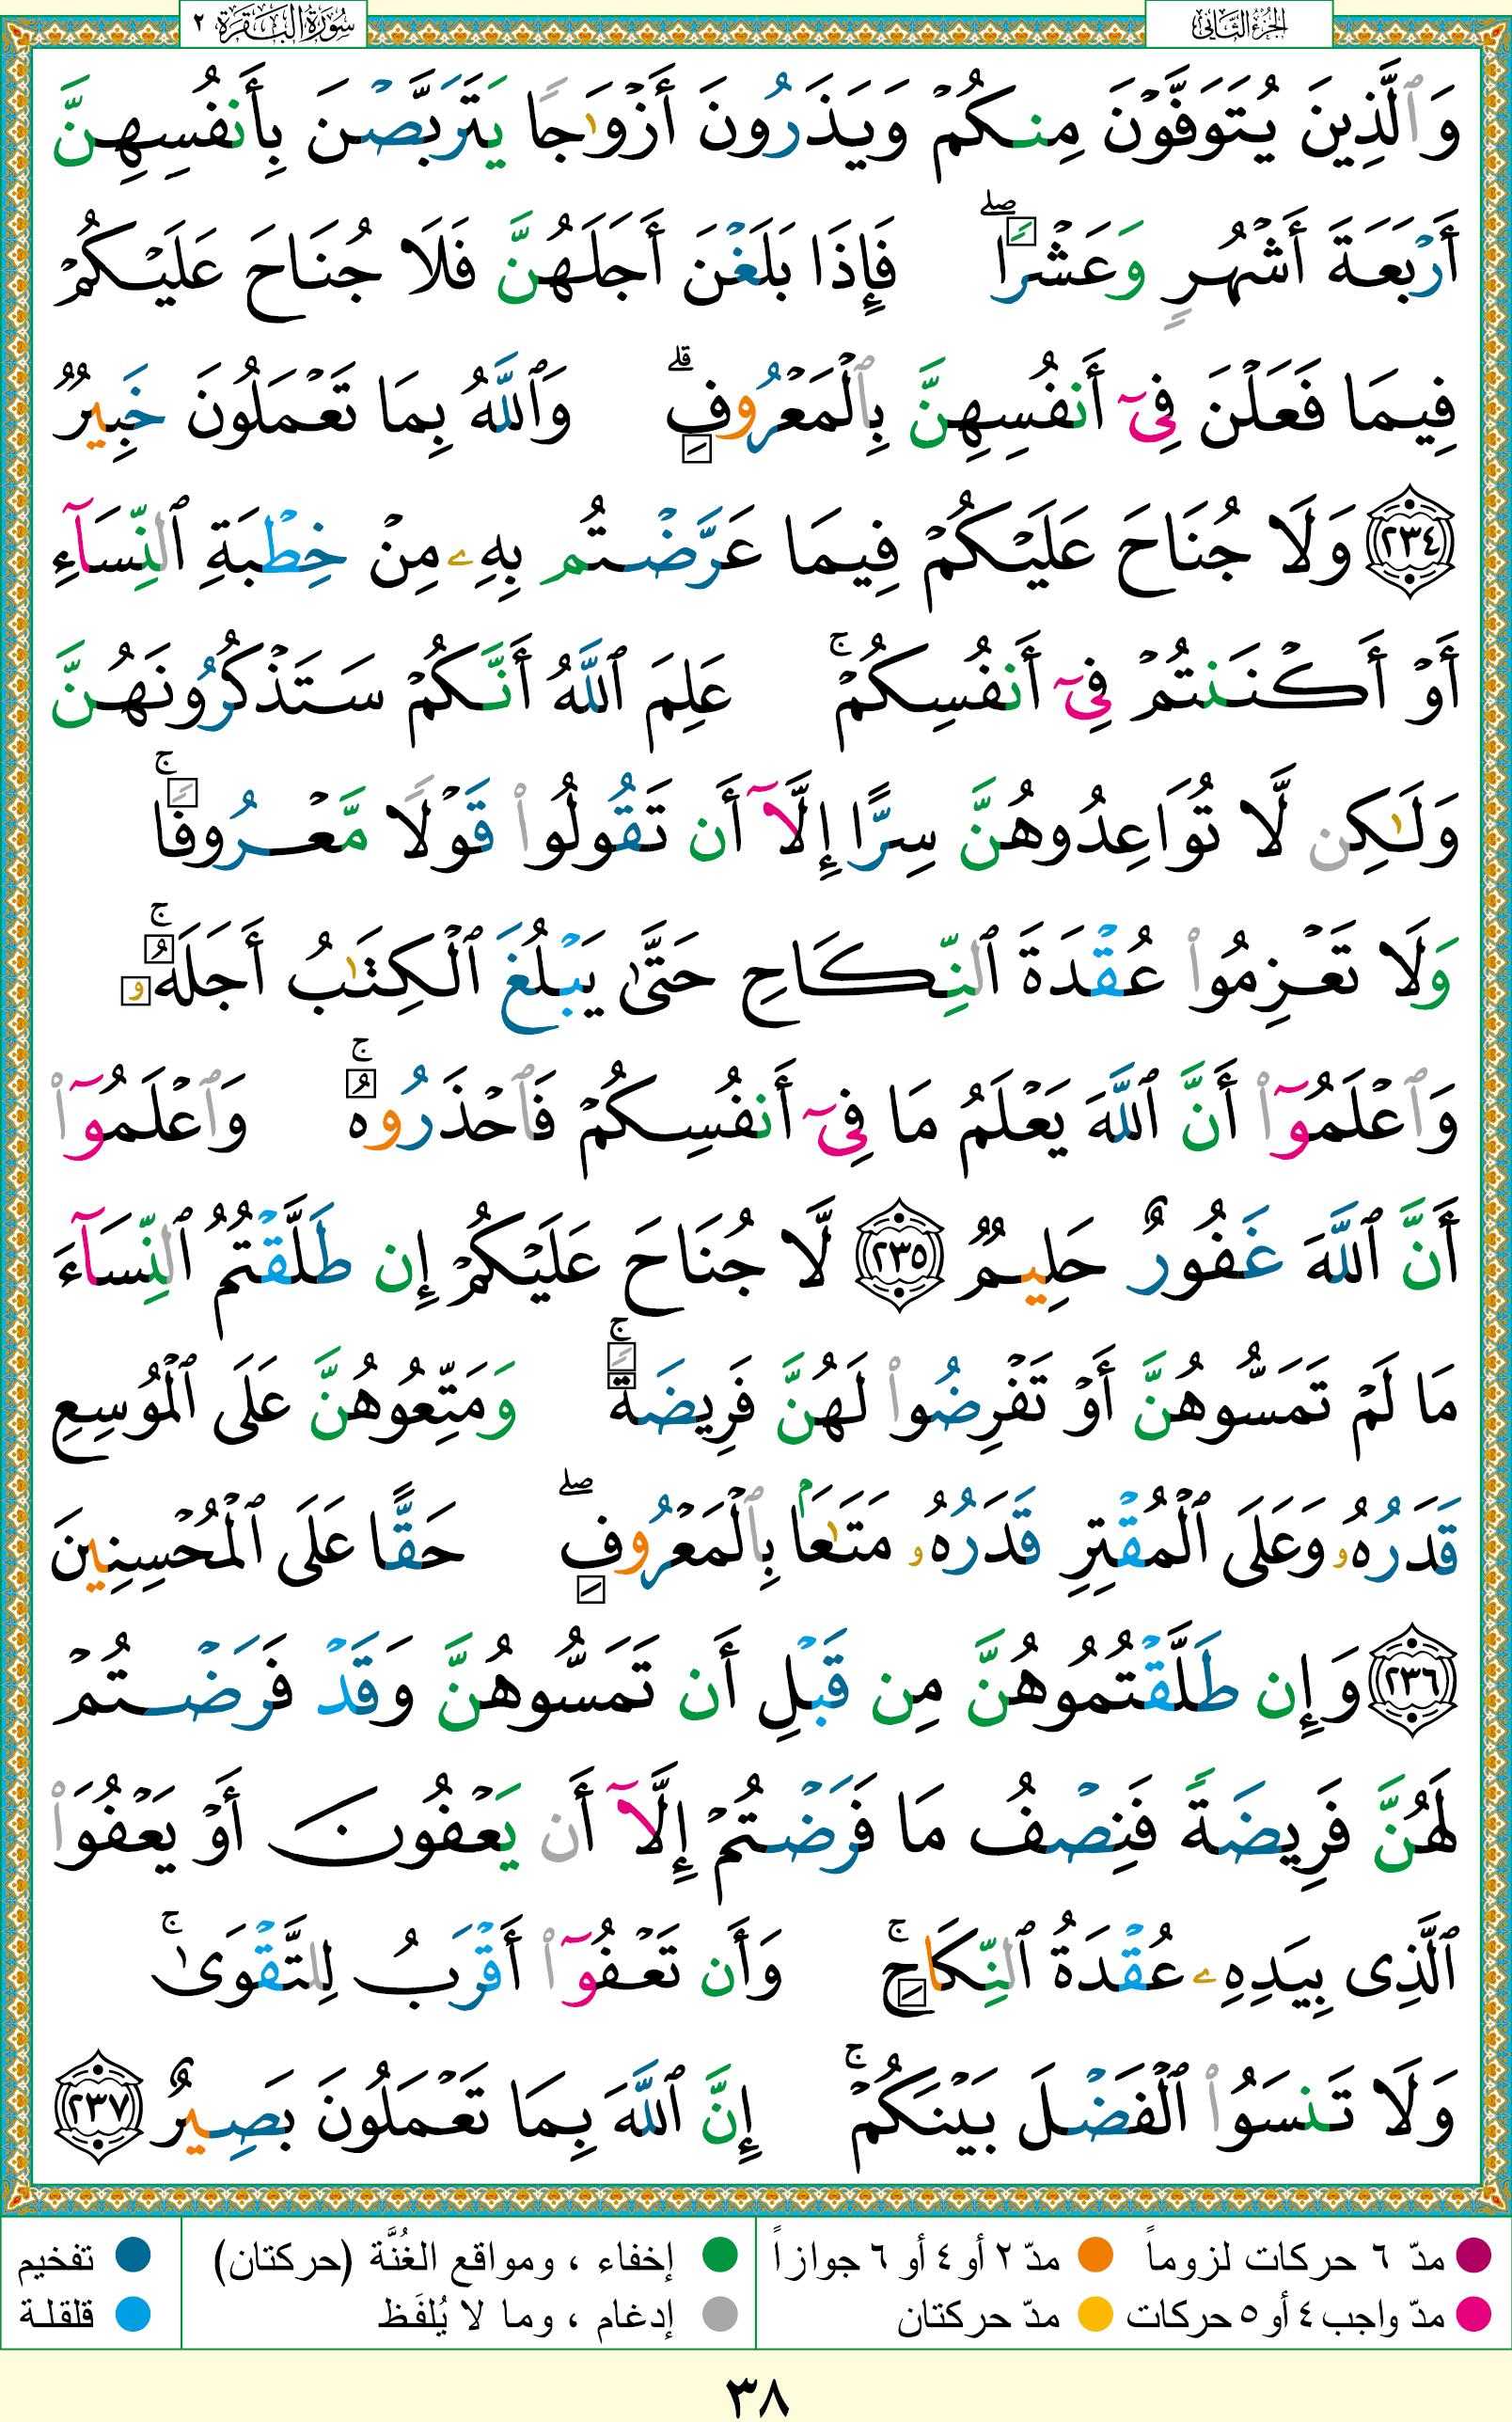 الجزء الثاني
سورة البقرة ٢
وَٱلَّذِينَ يُتَوَفَّوۡنَ مِنكُمۡ وَيَذَرُونَ أَزۡوَٰجٗا يَتَرَبَّصۡنَ بِأَنفُسِهِنَّ
أَرۡبَعَةَ أَشۡهُرٖ وَعَشۡرٗاۖ فَإِذَا بَلَغۡنَ أَجَلَهُنَّ فَلَا جُنَاحَ عَلَيۡكُمۡ
فِيمَا فَعَلۡنَ فِيٓ أَنفُسِهِنَّ بِٱلۡمَعۡرُوفِۗ وَٱللَّهُ بِمَا تَعۡمَلُونَ خَبِيرٞ
٢٣٤ وَلَا جُنَاحَ عَلَيۡكُمۡ فِيمَا عَرَّضۡتُم بِهِۦ مِنۡ خِطۡبَةِ ٱلنِّسَآءِ
أَوۡ أَكۡنَنتُمۡ فِيٓ أَنفُسِكُمۡۚ عَلِمَ ٱللَّهُ أَنَّكُمۡ سَتَذۡكُرُونَهُنَّ
وَلَٰكِن لَّا تُوَاعِدُوهُنَّ سِرًّا إِلَّآ أَن تَقُولُواْ قَوۡلٗا مَّعۡرُوفٗاۚ
وَلَا تَعۡزِمُواْ عُقۡدَةَ ٱلنِّكَاحِ حَتَّىٰ يَبۡلُغَ ٱلۡكِتَٰبُ أَجَلَهُۥۚ
وَٱعۡلَمُوٓاْ أَنَّ ٱللَّهَ يَعۡلَمُ مَا فِيٓ أَنفُسِكُمۡ فَٱحۡذَرُوهُۚ وَٱعۡلَمُوٓاْ
أَنَّ ٱللَّهَ غَفُورٌ حَلِيمٞ ٢٣٥ لَّا جُنَاحَ عَلَيۡكُمۡ إِن طَلَّقۡتُمُ ٱلنِّسَآءَ
مَا لَمۡ تَمَسُّوهُنَّ أَوۡ تَفۡرِضُواْ لَهُنَّ فَرِيضَةٗۚ وَمَتِّعُوهُنَّ عَلَى ٱلۡمُوسِعِ
قَدَرُهُۥ وَعَلَى ٱلۡمُقۡتِرِ قَدَرُهُۥ مَتَٰعَۢا بِٱلۡمَعۡرُوفِۖ حَقًّا عَلَى ٱلۡمُحۡسِنِينَ
٢٣٦ وَإِن طَلَّقۡتُمُوهُنَّ مِن قَبۡلِ أَن تَمَسُّوهُنَّ وَقَدۡ فَرَضۡتُمۡ
لَهُنَّ فَرِيضَةٗ فَنِصۡفُ مَا فَرَضۡتُمۡ إِلَّآ أَن يَعۡفُونَ أَوۡ يَعۡفُوَاْ
ٱلَّذِي بِيَدِهِۦ عُقۡدَةُ ٱلنِّكَاحِۚ وَأَن تَعۡفُوٓاْ أَقۡرَبُ لِلتَّقۡوَىٰۚ
وَلَا تَنسَوُاْ ٱلۡفَضۡلَ بَيۡنَكُمۡۚ إِنَّ ٱللَّهَ بِمَا تَعۡمَلُونَ بَصِيرٌ ٢٣٧
مدّ ٦ حركات لزوماً مدّ ٢ أو ٤ أو ٦ جوازاً إخفاء ، ومواقع الغُنَّة (حركتان) تفخيم
مدّ واجب ٤ أو ٥ حركات مدّ حركتان إدغام ، وما لا يُلفَظ قلقلة
٣٨